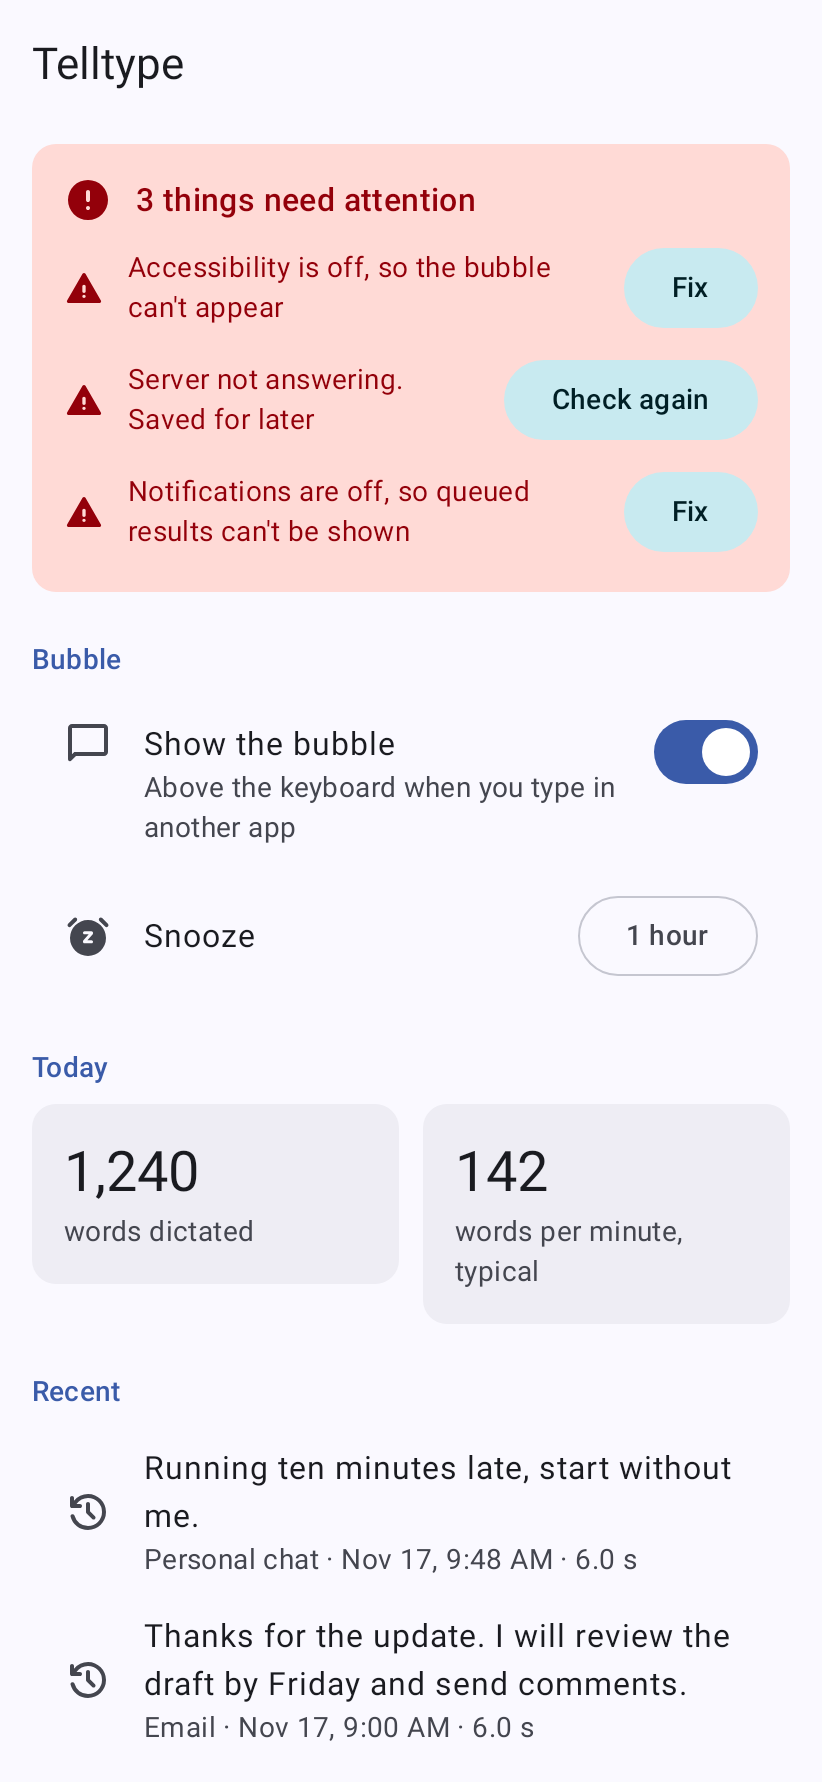 Telltype
3 things need attention
Accessibility is off, so the bubble
can't appear
Fix
Server not answering.
Saved for later
Check again
Notifications are off, so queued
results can't be shown
Fix
Bubble
Show the bubble
Above the keyboard when you type in
another app
Snooze
1 hour
Today
1,240
words dictated
142
words per minute,
typical
Recent
Running ten minutes late, start without
me.
Personal chat · Nov 17, 9:48 AM · 6.0 s
Thanks for the update. I will review the
draft by Friday and send comments.
Email · Nov 17, 9:00 AM · 6.0 s